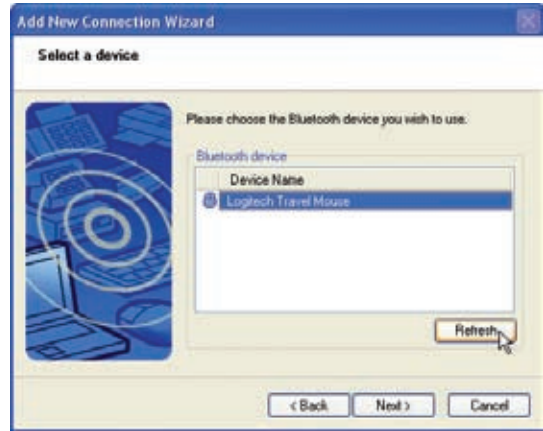 Add New Connection Wizard
Select a device
Please choose the Bluetooth device you wish to use.
Bluetooth device
Device Name
Logitech Travel Mouse
Refresh
< Back
Next >
Cancel